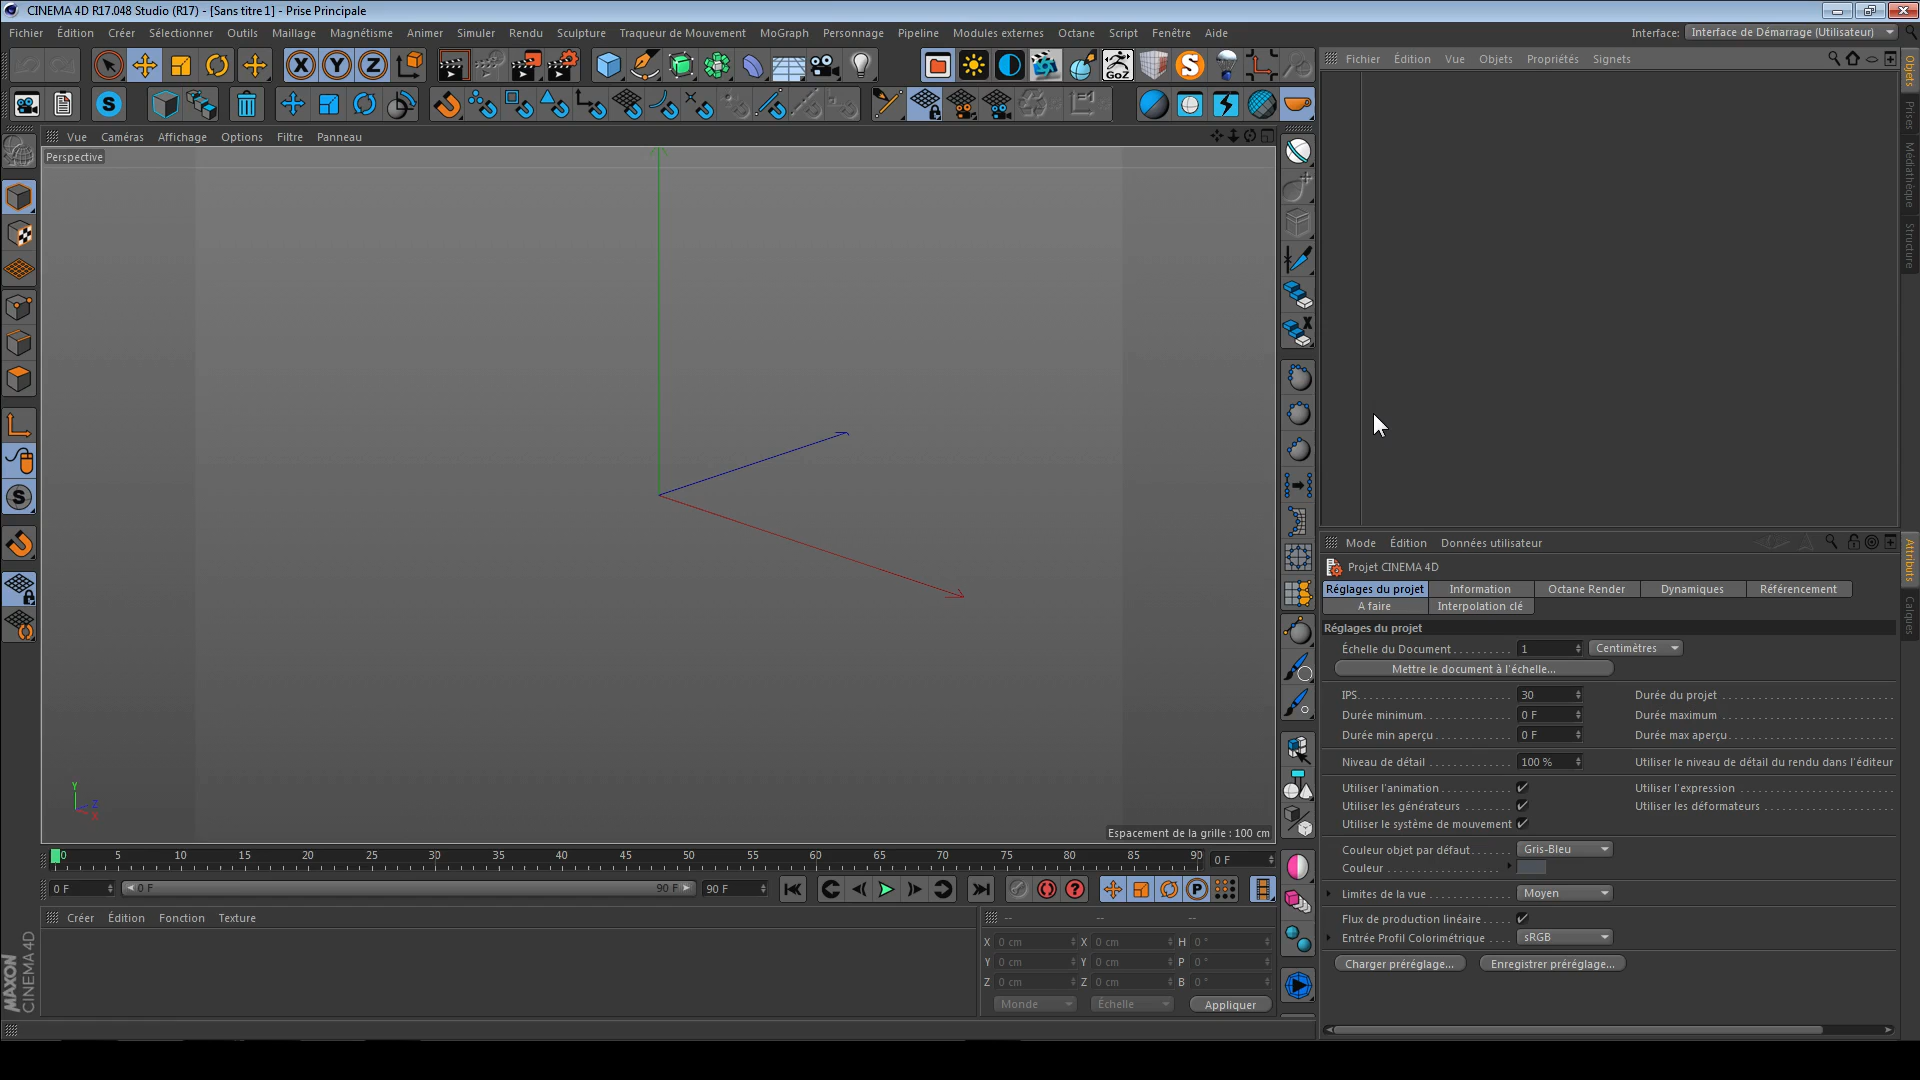 CINEMA 4D R17.048 Studio (R17) - [Sans titre 1] - Prise Principale
Fichier Édition Créer Sélectionner Outils Maillage Magnétisme Animer Simuler Rendu Sculpture Traqueur de Mouvement MoGraph Personnage Pipeline Modules externes Octane Script Fenêtre Aide Interface: Interface de Démarrage (Utilisateur)
X Y Z GoZ S
Fichier Édition Vue Objets Propriétés Signets
Objets
Prises
Médiathèque
Structure
Vue Caméras Affichage Options Filtre Panneau
Perspective
Y
Z
X
Espacement de la grille : 100 cm
0 5 10 15 20 25 30 35 40 45 50 55 60 65 70 75 80 85 90 0 F
0 F 0 F 90 F 90 F
Créer Édition Fonction Texture
-- -- --
X 0 cm X 0 cm H 0 °
Y 0 cm Y 0 cm P 0 °
Z 0 cm Z 0 cm B 0 °
Monde Échelle Appliquer
MAXON
CINEMA 4D
Mode Édition Données utilisateur
Attributs
Calques
Projet CINEMA 4D
Réglages du projet Information Octane Render Dynamiques Référencement
A faire Interpolation clé
Réglages du projet
Échelle du Document . . . . . . . . . . 1 Centimètres
Mettre le document à l'échelle...
IPS. . . . . . . . . . . . . . . . . . 30 Durée du projet . . . . . . . . . . . . . . . . . . . .
Durée minimum. . . . . . . . . . 0 F Durée maximum . . . . . . . . . . . . . . . . . . . .
Durée min aperçu . . . . . . . . . 0 F Durée max aperçu. . . . . . . . . . . . . . . . . . . .
Niveau de détail . . . . . . . . . . 100 % Utiliser le niveau de détail du rendu dans l'éditeur
Utiliser l'animation . . . . . . . . . Utiliser l'expression . . . . . . . . . . . . . . . . . .
Utiliser les générateurs . . . . . . Utiliser les déformateurs . . . . . . . . . . . . . . .
Utiliser le système de mouvement
Couleur objet par défaut. . . . . . Gris-Bleu
Couleur . . . . . . . . . . . . . . . .
Limites de la vue . . . . . . . . . . Moyen
Flux de production linéaire . . . .
Entrée Profil Colorimétrique . . . . sRGB
Charger préréglage... Enregistrer préréglage...